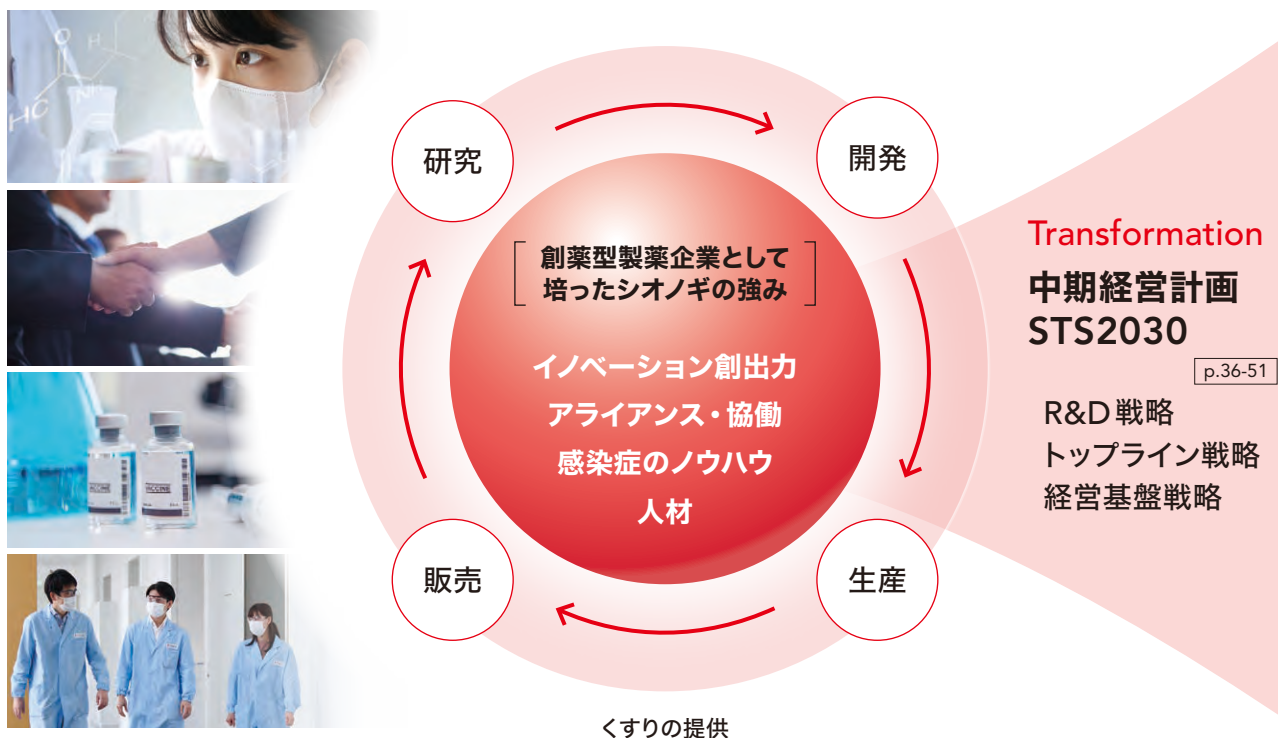 O
H
HC
NH
VACCINE
VACCINE
研究
開発
創薬型製薬企業として
培ったシオノギの強み
イノベーション創出力
アライアンス・協働
感染症のノウハウ
人材
販売
生産
くすりの提供
Transformation
中期経営計画
STS2030
p.36-51
R&D戦略
トップライン戦略
経営基盤戦略